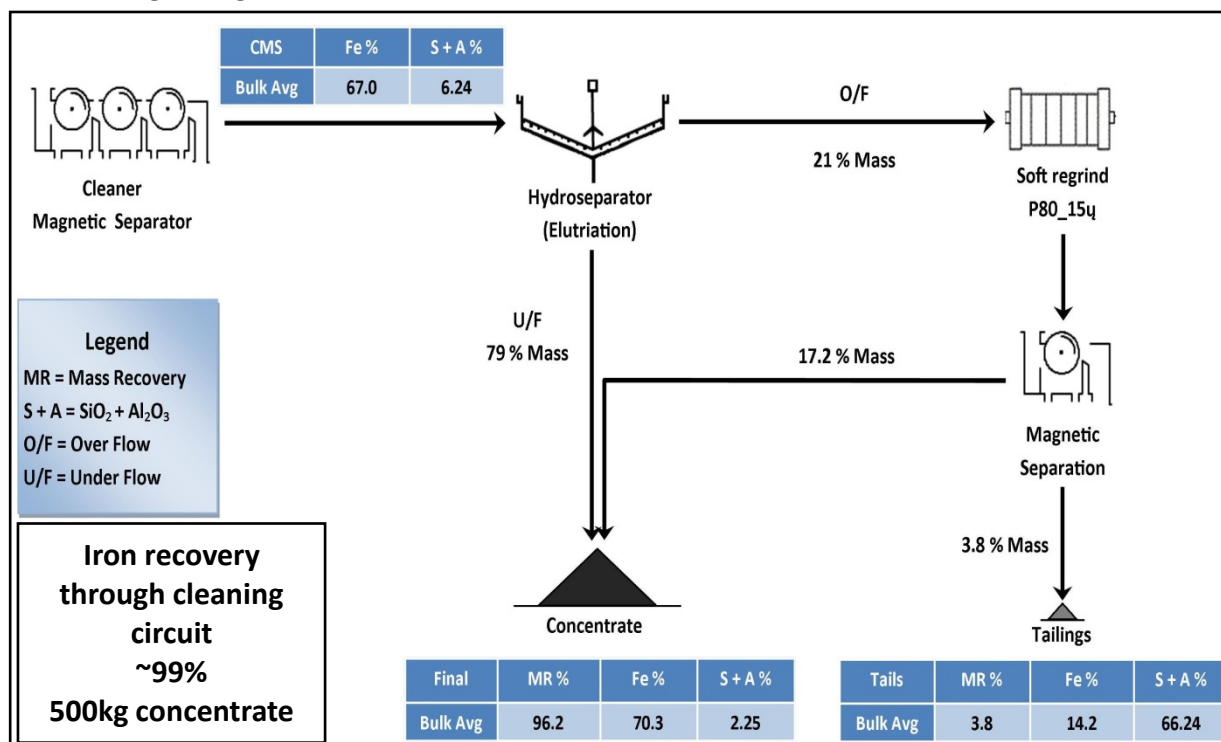 CMS Fe % S + A %
Bulk Avg 67.0 6.24
Cleaner
Magnetic Separator
Hydroseparator
(Elutriation)
O/F
21 % Mass
Soft regrind
P80_15ų
U/F
79 % Mass
17.2 % Mass
Magnetic
Separation
3.8 % Mass
Legend
MR = Mass Recovery
S + A = SiO₂ + Al₂O₃
O/F = Over Flow
U/F = Under Flow
Iron recovery
through cleaning
circuit
~99%
500kg concentrate
Concentrate
Tailings
Final MR % Fe % S + A %
Bulk Avg 96.2 70.3 2.25
Tails MR % Fe % S + A %
Bulk Avg 3.8 14.2 66.24